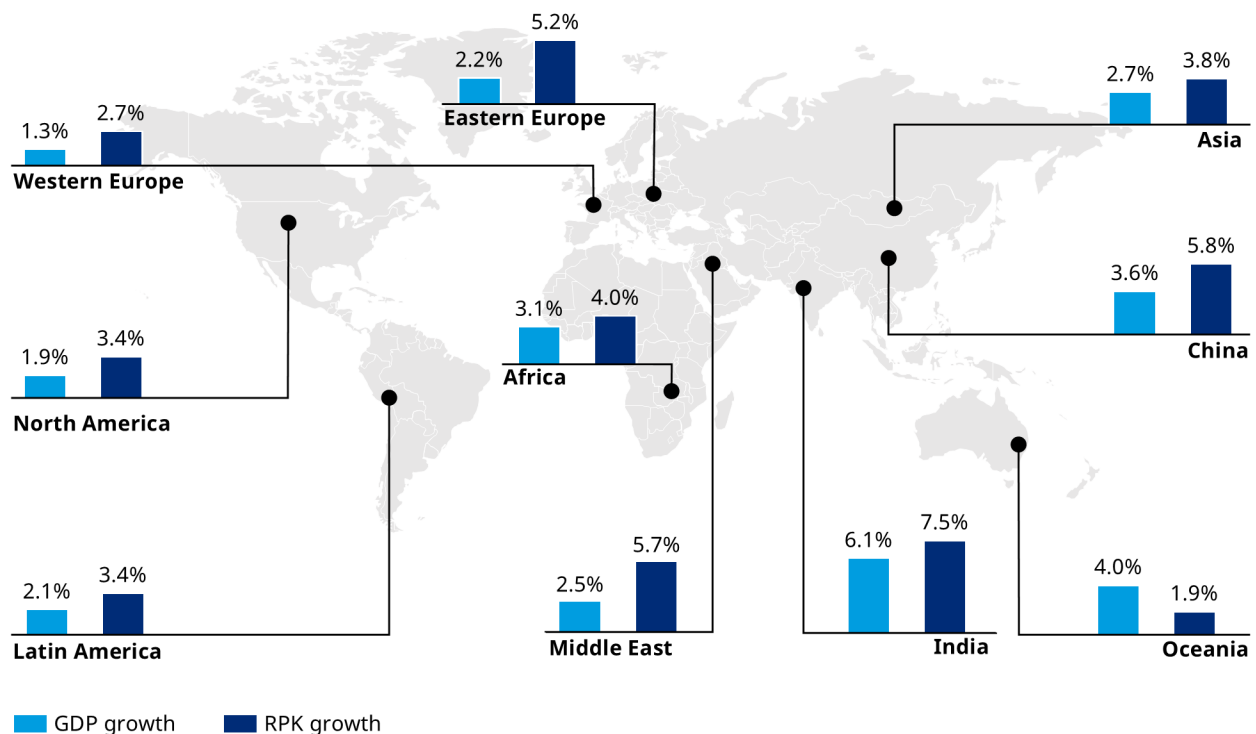 5.2%
2.2%
Eastern Europe
2.7%
1.3%
Western Europe
3.8%
2.7%
Asia
5.8%
3.6%
China
4.0%
3.1%
Africa
3.4%
1.9%
North America
3.4%
2.1%
Latin America
5.7%
2.5%
Middle East
7.5%
6.1%
India
4.0%
1.9%
Oceania
GDP growth
RPK growth